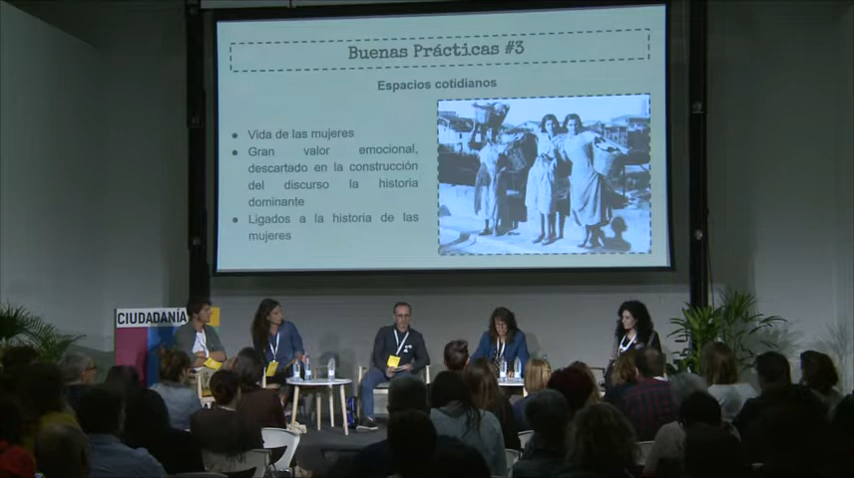 Buenas Prácticas #3
Espacios cotidianos
● Vida de las mujeres
● Gran valor emocional,
descartado en la construcción
del discurso la historia
dominante
● Ligados a la historia de las
mujeres
CIUDADANÍA